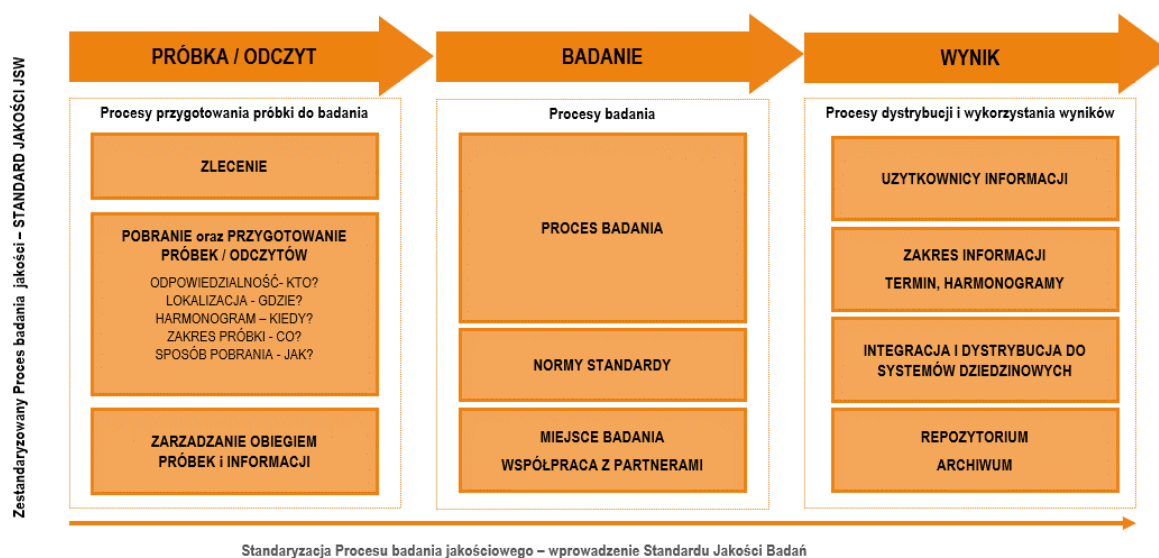 Zestandaryzowany Proces badania jakości – STANDARD JAKOŚCI JSW
PRÓBKA / ODCZYT
Procesy przygotowania próbki do badania
ZLECENIE
POBRANIE oraz PRZYGOTOWANIE
PRÓBEK / ODCZYTÓW
ODPOWIEDZIALNOŚĆ- KTO?
LOKALIZACJA - GDZIE?
HARMONOGRAM – KIEDY?
ZAKRES PRÓBKI - CO?
SPOSÓB POBRANIA - JAK?
ZARZADZANIE OBIEGIEM
PRÓBEK i INFORMACJI
BADANIE
Procesy badania
PROCES BADANIA
NORMY STANDARDY
MIEJSCE BADANIA
WSPÓŁPRACA Z PARTNERAMI
WYNIK
Procesy dystrybucji i wykorzystania wyników
UZYTKOWNICY INFORMACJI
ZAKRES INFORMACJI
TERMIN, HARMONOGRAMY
INTEGRACJA I DYSTRYBUCJA DO
SYSTEMÓW DZIEDZINOWYCH
REPOZYTORIUM
ARCHIWUM
Standaryzacja Procesu badania jakościowego – wprowadzenie Standardu Jakości Badań